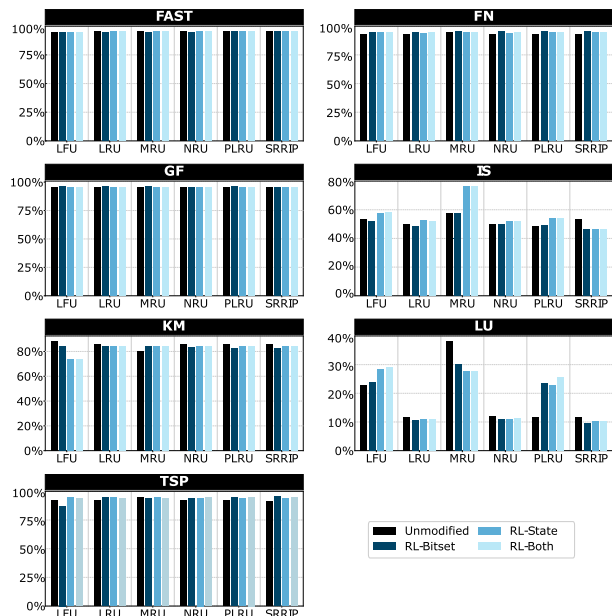 FAST
100%
75%
50%
25%
0%
LFU LRU MRU NRU PLRU SRRIP
FN
100%
75%
50%
25%
0%
LFU LRU MRU NRU PLRU SRRIP
GF
100%
75%
50%
25%
0%
LFU LRU MRU NRU PLRU SRRIP
IS
80%
60%
40%
20%
0%
LFU LRU MRU NRU PLRU SRRIP
KM
80%
60%
40%
20%
0%
LFU LRU MRU NRU PLRU SRRIP
LU
40%
30%
20%
10%
0%
LFU LRU MRU NRU PLRU SRRIP
TSP
100%
75%
50%
25%
0%
LFU LRU MRU NRU PLRU SRRIP
Unmodified RL-State
RL-Bitset RL-Both